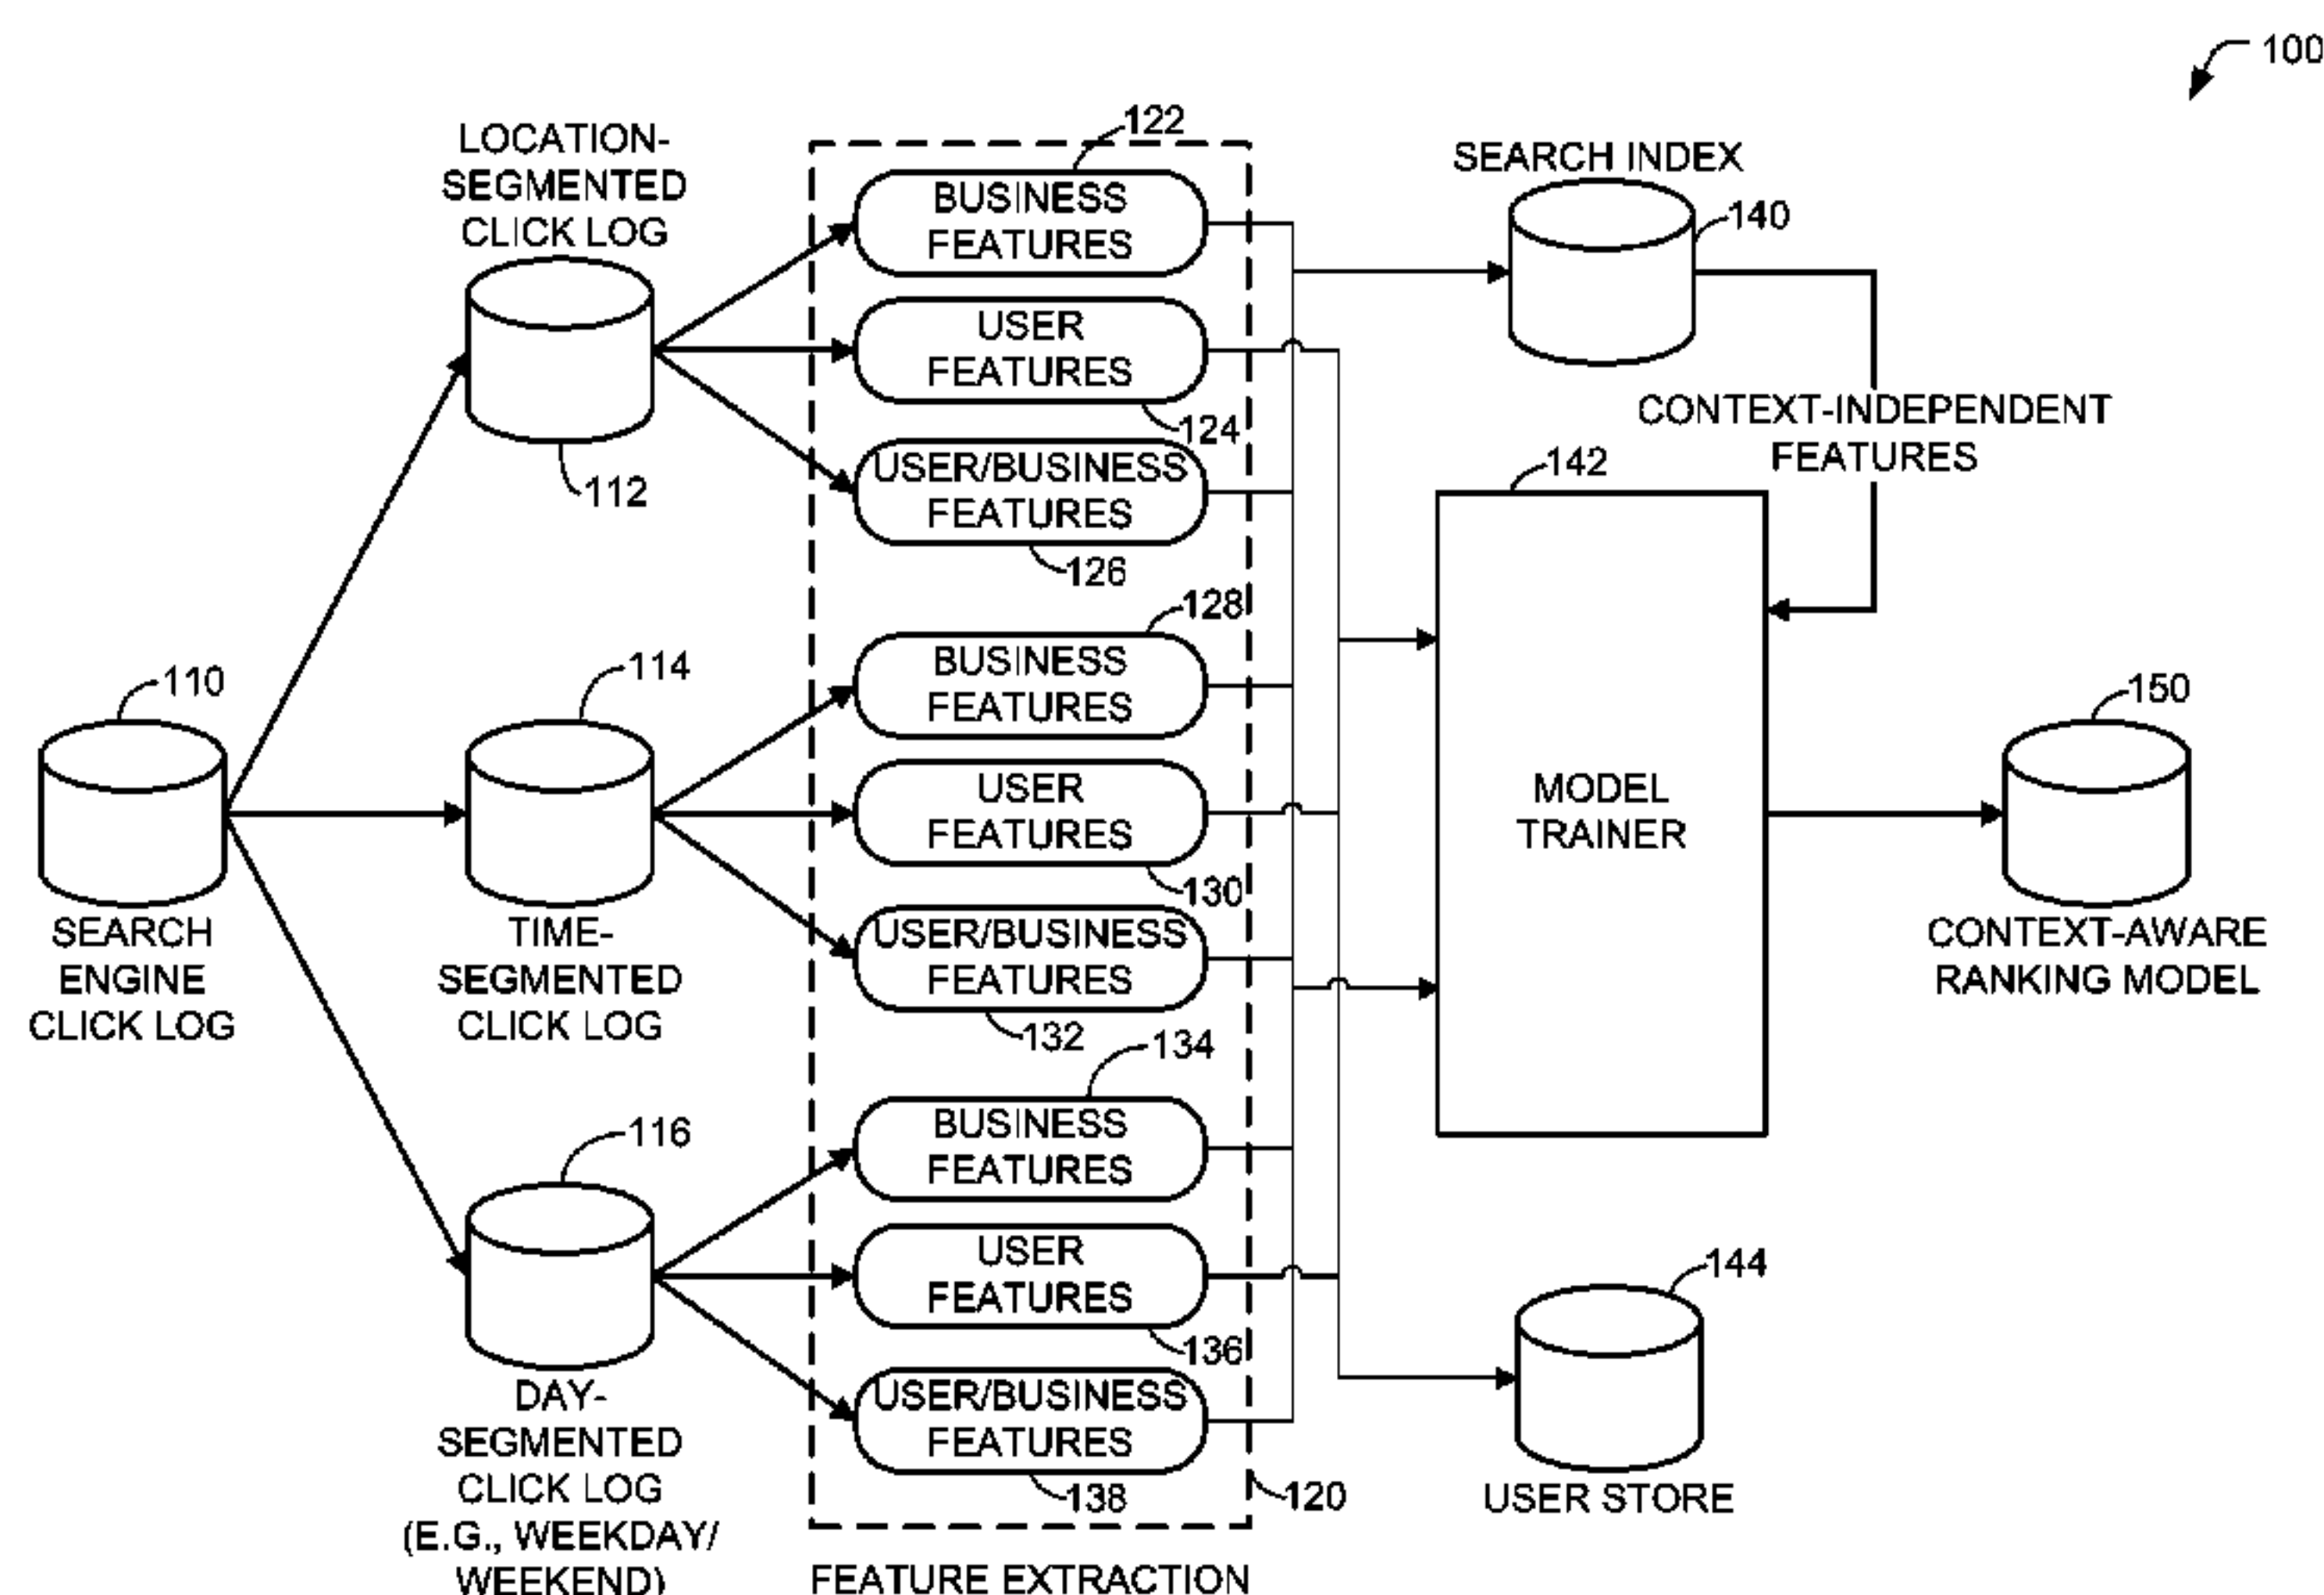 100
LOCATION-
SEGMENTED
CLICK LOG
112
110
SEARCH
ENGINE
CLICK LOG
114
TIME-
SEGMENTED
CLICK LOG
116
DAY-
SEGMENTED
CLICK LOG
(E.G., WEEKDAY/
WEEKEND)
122
BUSINESS
FEATURES
USER
FEATURES
124
USER/BUSINESS
FEATURES
126
128
BUSINESS
FEATURES
USER
FEATURES
130
USER/BUSINESS
FEATURES
132
134
BUSINESS
FEATURES
USER
FEATURES
136
USER/BUSINESS
FEATURES
138
120
FEATURE EXTRACTION
SEARCH INDEX
140
CONTEXT-INDEPENDENT
FEATURES
142
MODEL
TRAINER
150
CONTEXT-AWARE
RANKING MODEL
144
USER STORE